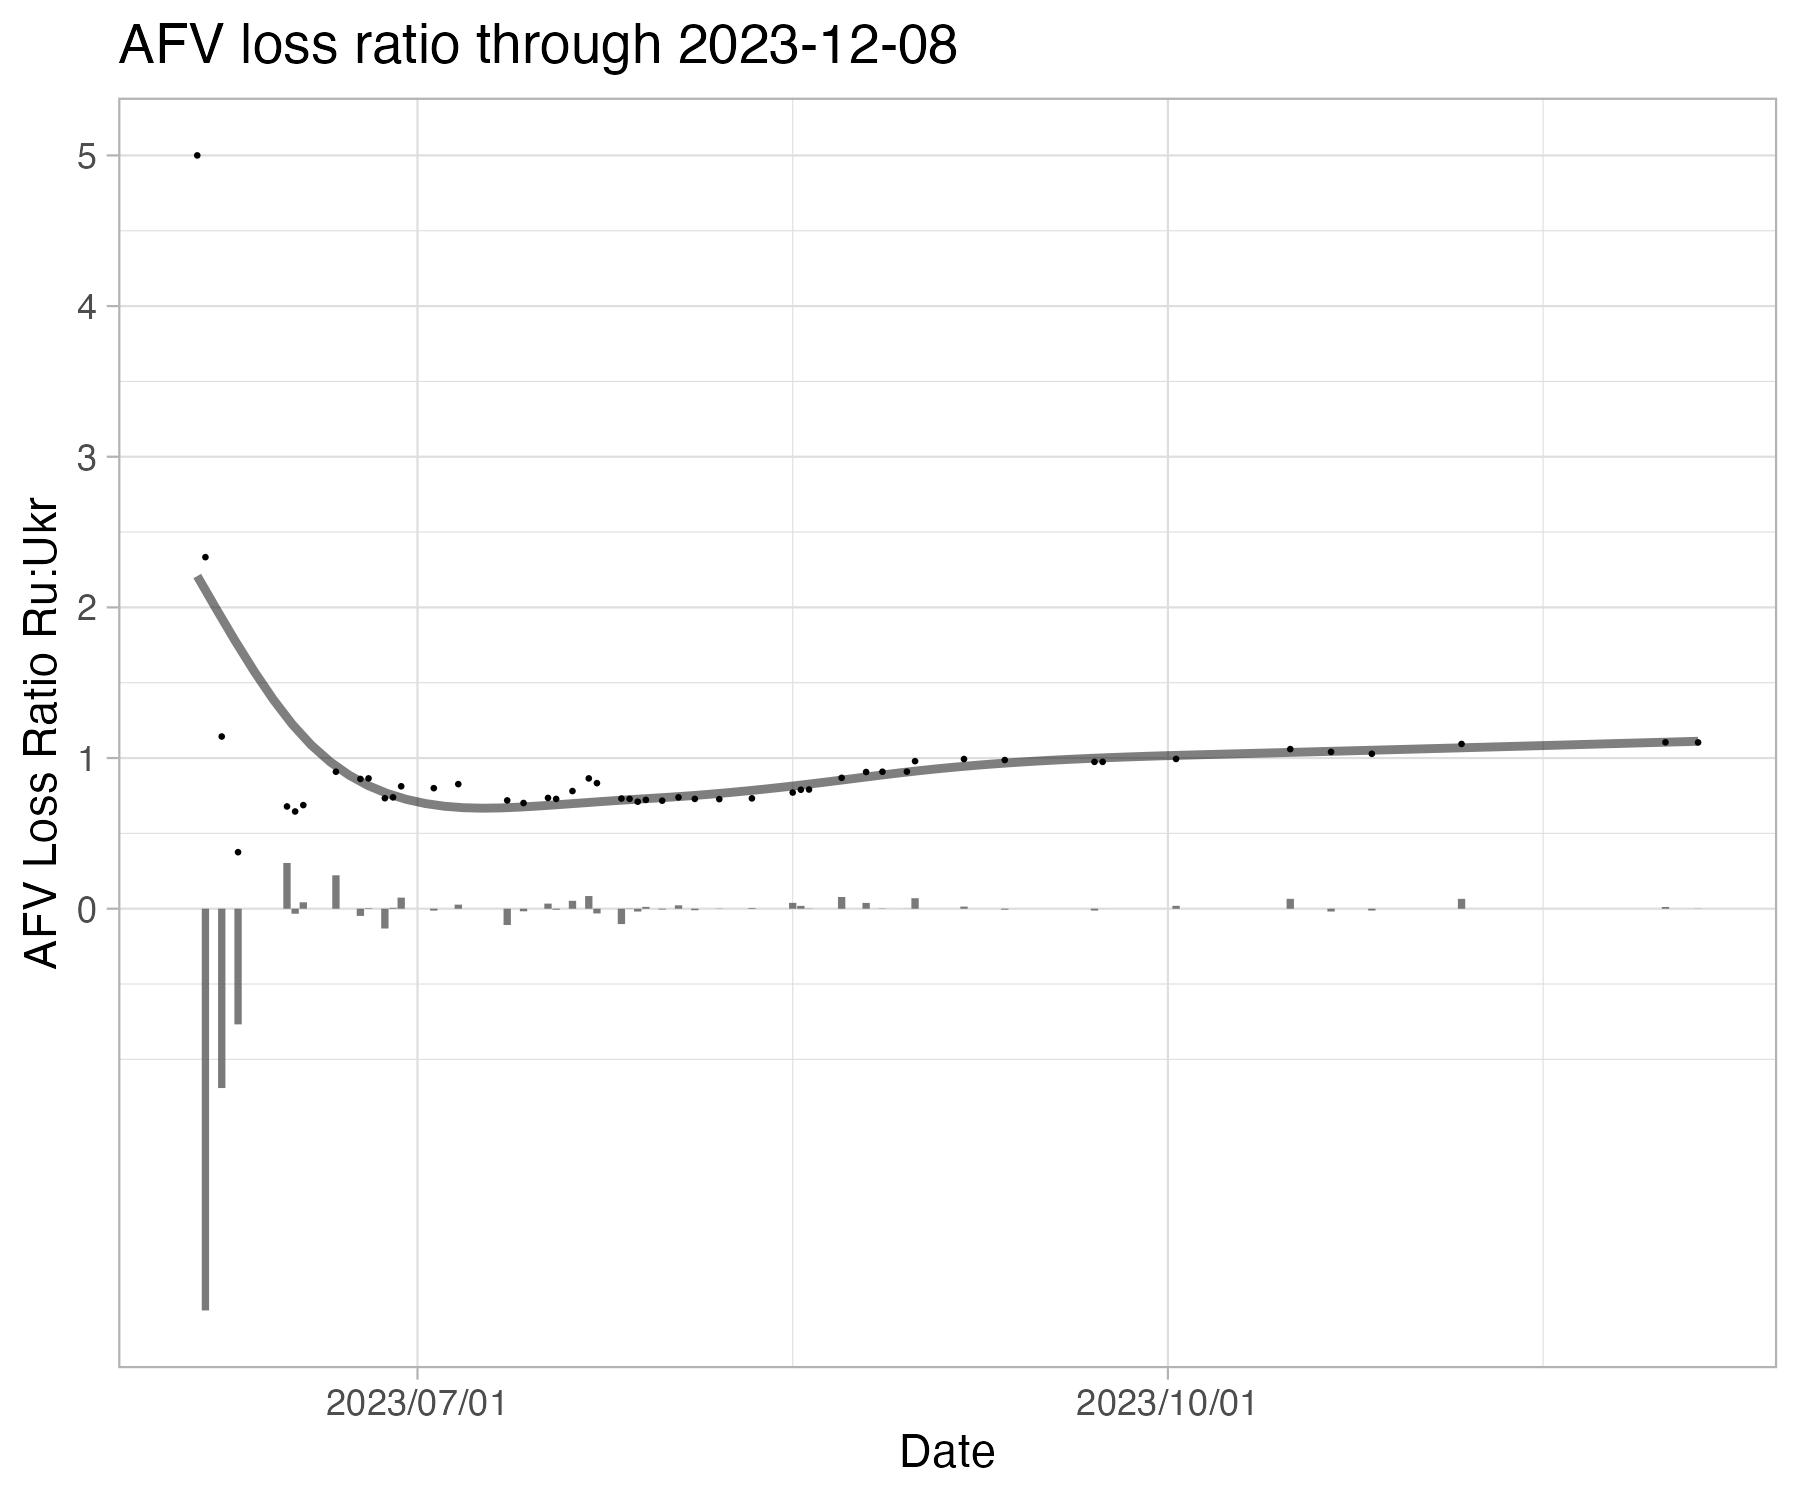 AFV loss ratio through 2023-12-08
AFV Loss Ratio Ru:Ukr
5
4
3
2
1
0
2023/07/01
2023/10/01
Date